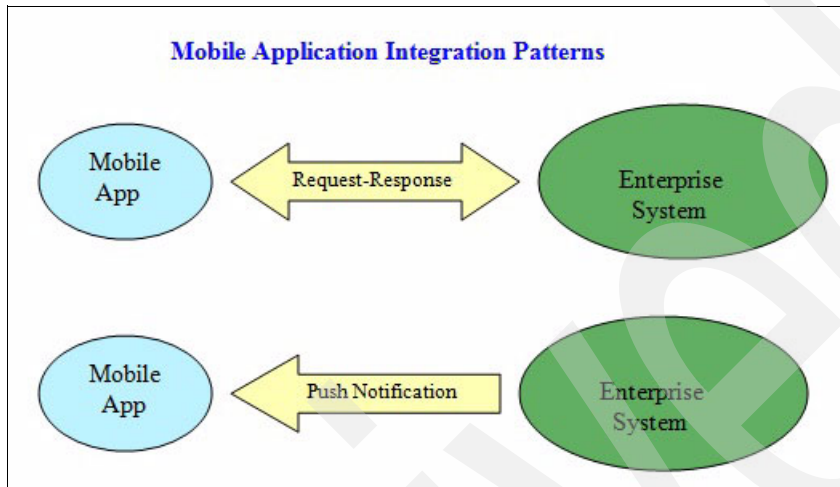 Mobile Application Integration Patterns
Mobile
App
Request-Response
Enterprise
System
Mobile
App
Push Notification
Enterprise
System